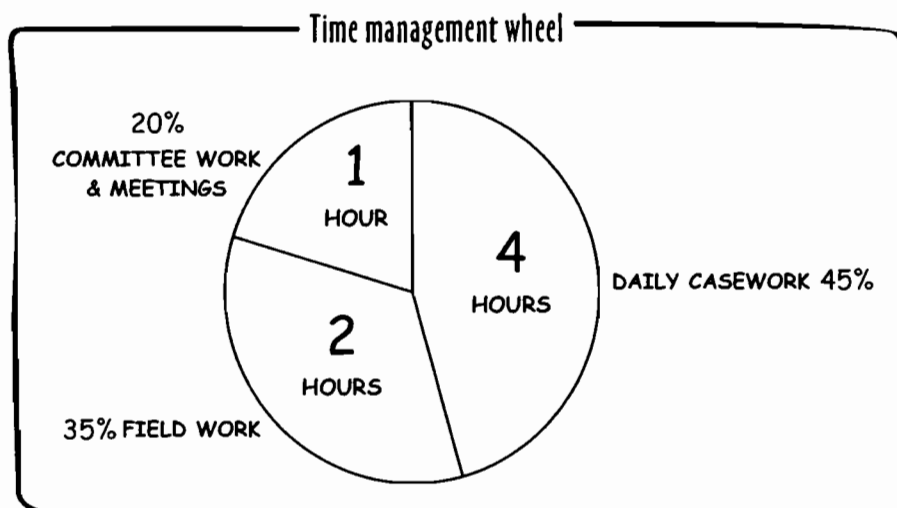 Time management wheel
20%
COMMITTEE WORK
& MEETINGS
1
HOUR
4
HOURS
DAILY CASEWORK 45%
2
HOURS
35% FIELD WORK